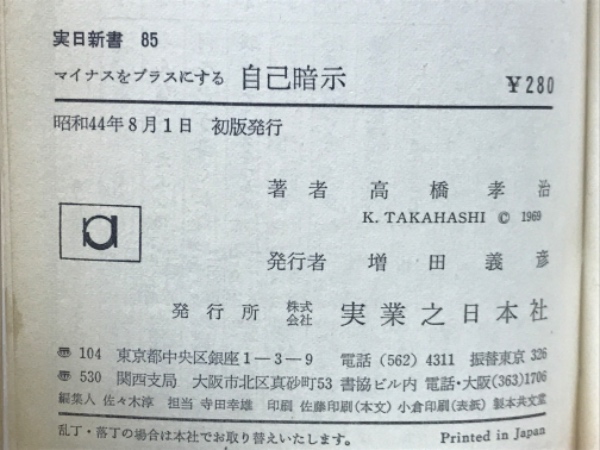 実日新書 85
マイナスをプラスにする 自己暗示 ¥280
昭和44年8月1日 初版発行
著者 高橋孝治
K. TAKAHASHI © 1969
発行者 増田義彦
発行所 株式会社 実業之日本社
〠 104 東京都中央区銀座1―3―9 電話 (562) 4311 振替東京 326
〠 530 関西支局 大阪市北区真砂町53 書協ビル内 電話・大阪(363)1706
編集人 佐々木淳 担当 寺田幸雄 印刷 佐藤印刷(本文) 小倉印刷(表紙) 製本共文堂
乱丁・落丁の場合は本社でお取り替えいたします。 Printed in Japan